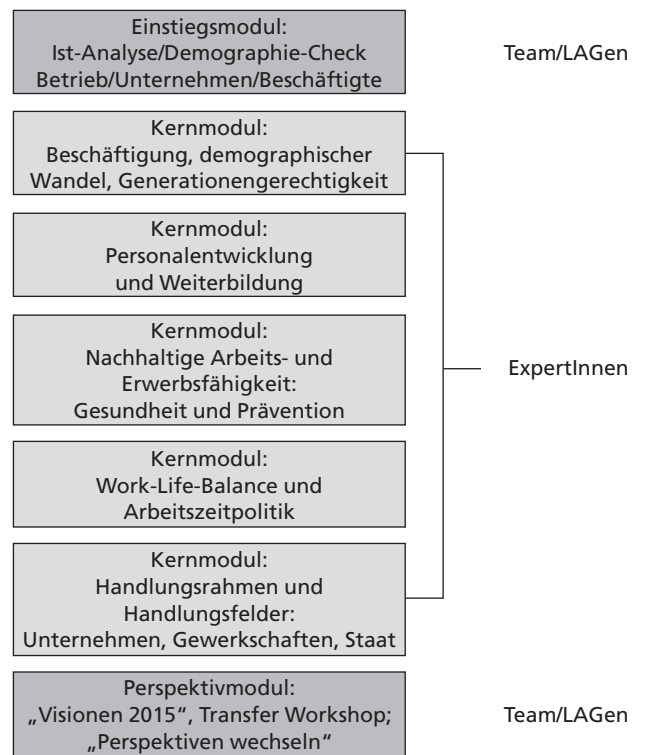 Einstiegsmodul:
Ist-Analyse/Demographie-Check
Betrieb/Unternehmen/Beschäftigte
Team/LAGen
Kernmodul:
Beschäftigung, demographischer
Wandel, Generationengerechtigkeit
Kernmodul:
Personalentwicklung
und Weiterbildung
Kernmodul:
Nachhaltige Arbeits- und
Erwerbsfähigkeit:
Gesundheit und Prävention
ExpertInnen
Kernmodul:
Work-Life-Balance und
Arbeitszeitpolitik
Kernmodul:
Handlungsrahmen und
Handlungsfelder:
Unternehmen, Gewerkschaften, Staat
Perspektivmodul:
„Visionen 2015“, Transfer Workshop;
„Perspektiven wechseln“
Team/LAGen